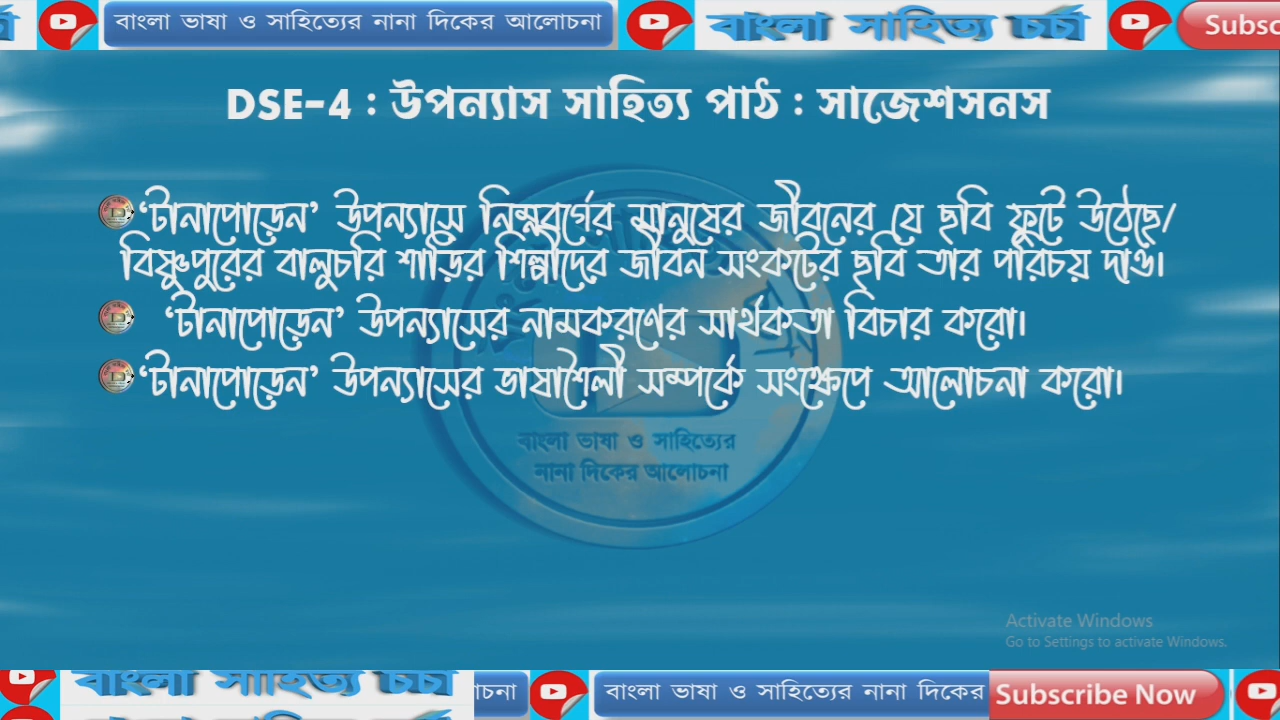 বাংলা ভাষা ও সাহিত্যের নানা দিকের আলোচনা
বাংলা সাহিত্য চর্চা
Subsc
DSE-4 : উপন্যাস সাহিত্য পাঠ : সাজেশসনস
‘টানাপোড়েন’ উপন্যাসে নিম্নবর্গের মানুষের জীবনের যে ছবি ফুটে উঠেছে/
বিষ্ণুপুরের বালুচরি শাড়ির শিল্পীদের জীবন সংকটের ছবি তার পরিচয় দাও।
‘টানাপোড়েন’ উপন্যাসের নামকরণের সার্থকতা বিচার করো।
‘টানাপোড়েন’ উপন্যাসের ভাষাশৈলী সম্পর্কে সংক্ষেপে আলোচনা করো।
বাংলা ভাষা ও সাহিত্যের
নানা দিকের আলোচনা
Activate Windows
Go to Settings to activate Windows.
বাংলা সাহিত্য চর্চা
চনা
বাংলা ভাষা ও সাহিত্যের নানা দিকের
Subscribe Now